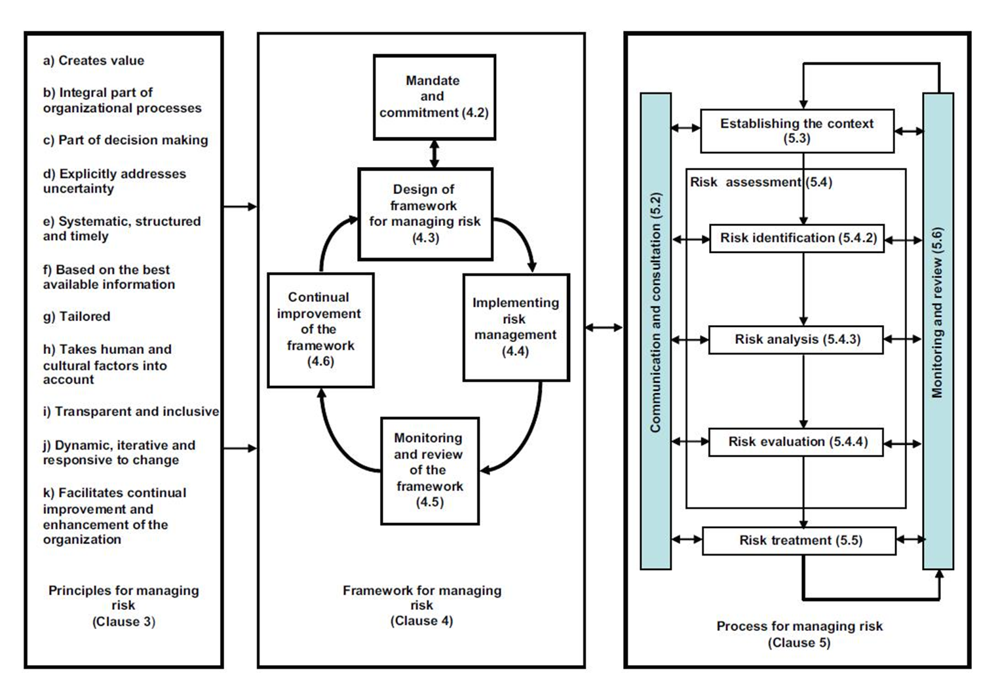 a) Creates value
b) Integral part of
organizational processes
c) Part of decision making
d) Explicitly addresses
uncertainty
e) Systematic, structured
and timely
f) Based on the best
available information
g) Tailored
h) Takes human and
cultural factors into
account
i) Transparent and inclusive
j) Dynamic, iterative and
responsive to change
k) Facilitates continual
improvement and
enhancement of the
organization
Principles for managing
risk
(Clause 3)
Mandate
and
commitment (4.2)
Design of
framework
for managing risk
(4.3)
Implementing
risk
management
(4.4)
Monitoring
and review
of the
framework
(4.5)
Continual
improvement
of the
framework
(4.6)
Framework for managing
risk
(Clause 4)
Communication and consultation (5.2)
Establishing the context
(5.3)
Risk assessment (5.4)
Risk identification (5.4.2)
Risk analysis (5.4.3)
Risk evaluation (5.4.4)
Risk treatment (5.5)
Monitoring and review (5.6)
Process for managing risk
(Clause 5)